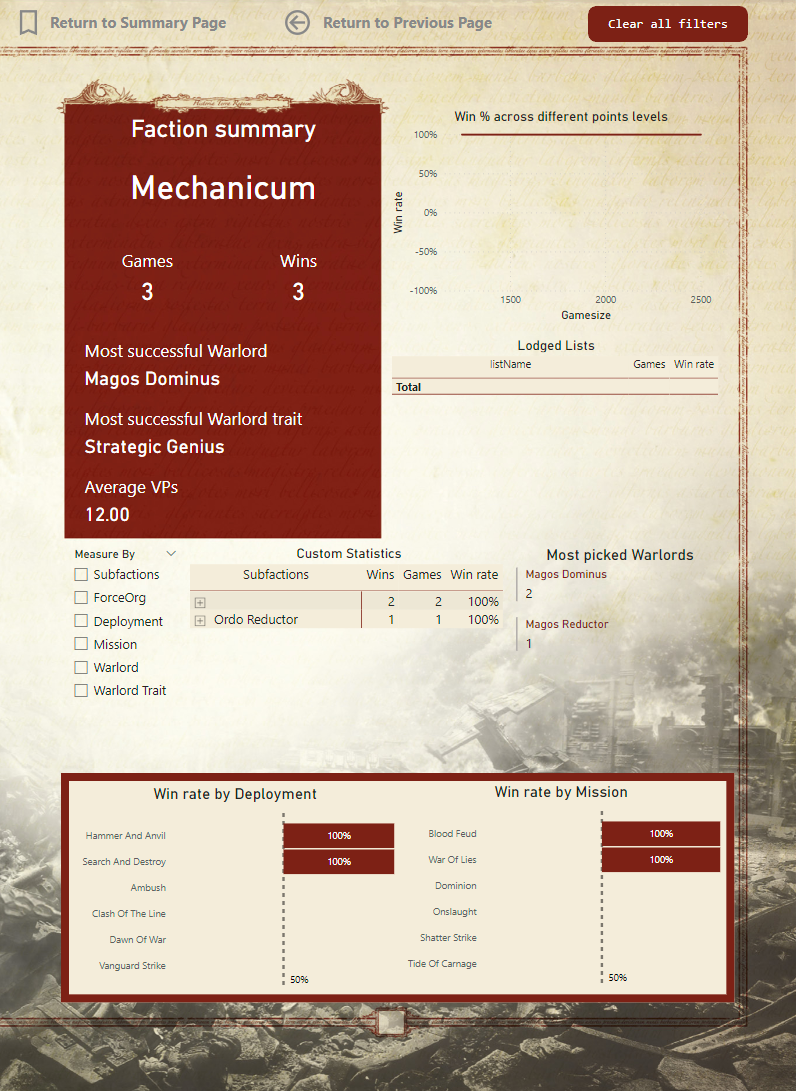 Return to Summary Page
Return to Previous Page
Clear all filters
Faction summary
Mechanicum
Games
Wins
3
3
Most successful Warlord
Magos Dominus
Most successful Warlord trait
Strategic Genius
Average VPs
12.00
Win % across different points levels
100%
50%
0%
-50%
-100%
Win rate
1500
2000
2500
Gamesize
Lodged Lists
listName Games Win rate
Total
Measure By
Subfactions
ForceOrg
Deployment
Mission
Warlord
Warlord Trait
Custom Statistics
Subfactions Wins Games Win rate
2 2 100%
Ordo Reductor 1 1 100%
Most picked Warlords
Magos Dominus
2
Magos Reductor
1
Win rate by Deployment
Hammer And Anvil 100%
Search And Destroy 100%
Ambush
Clash Of The Line
Dawn Of War
Vanguard Strike
50%
Win rate by Mission
Blood Feud 100%
War Of Lies 100%
Dominion
Onslaught
Shatter Strike
Tide Of Carnage
50%